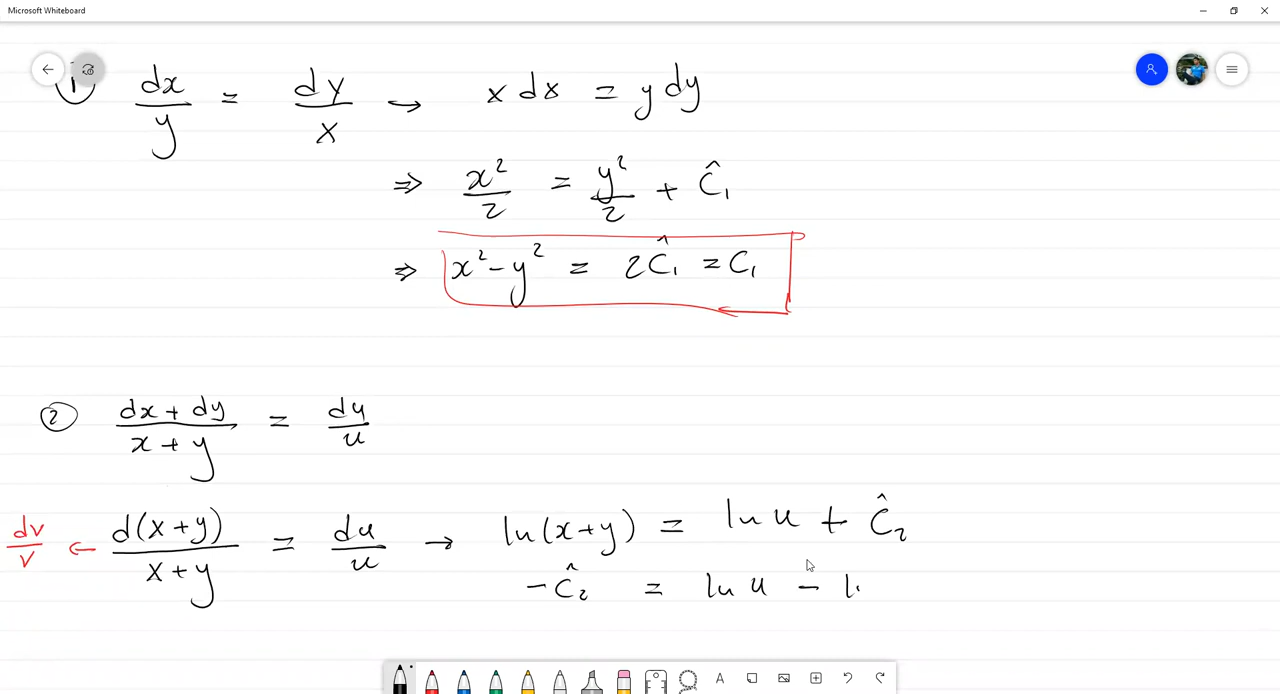 Microsoft Whiteboard
① dx/y = dy/x → x dx = y dy
⇒ x²/2 = y²/2 + Ĉ₁
⇒ x² - y² = 2Ĉ₁ = C₁
② (dx + dy)/(x + y) = du/u
dv/v ← d(x+y)/(x+y) = du/u → ln(x+y) = ln u + Ĉ₂
-Ĉ₂ = ln u - l